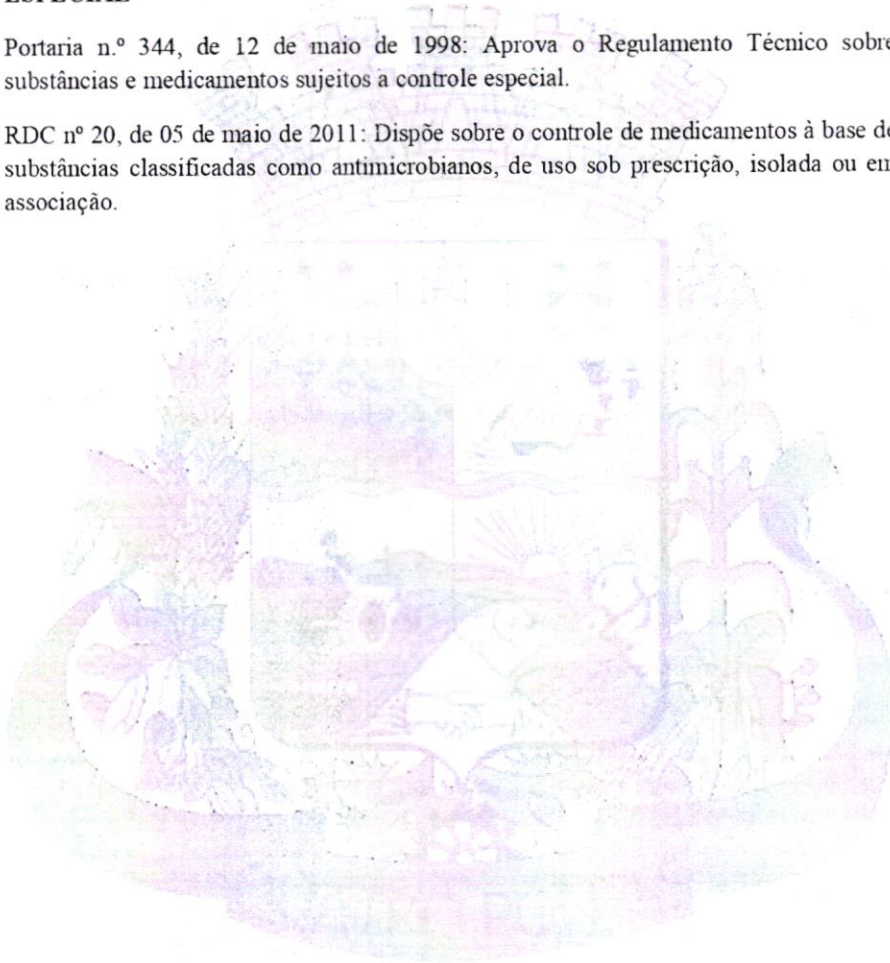 ESPECIAL
Portaria n.º 344, de 12 de maio de 1998: Aprova o Regulamento Técnico sobre
substâncias e medicamentos sujeitos a controle especial.
RDC nº 20, de 05 de maio de 2011: Dispõe sobre o controle de medicamentos à base de
substâncias classificadas como antimicrobianos, de uso sob prescrição, isolada ou em
associação.